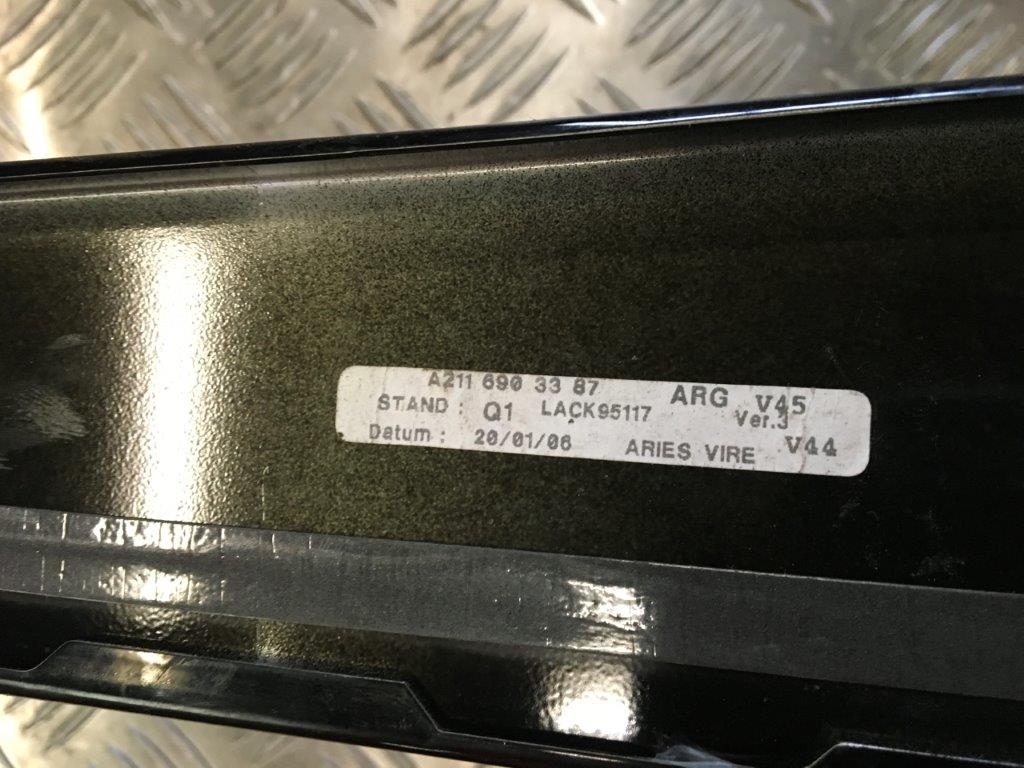 A211 690 33 87 ARG V45
STAND : Q1 LACK95117 Ver.3
Datum : 20/01/06 ARIES VIRE V44